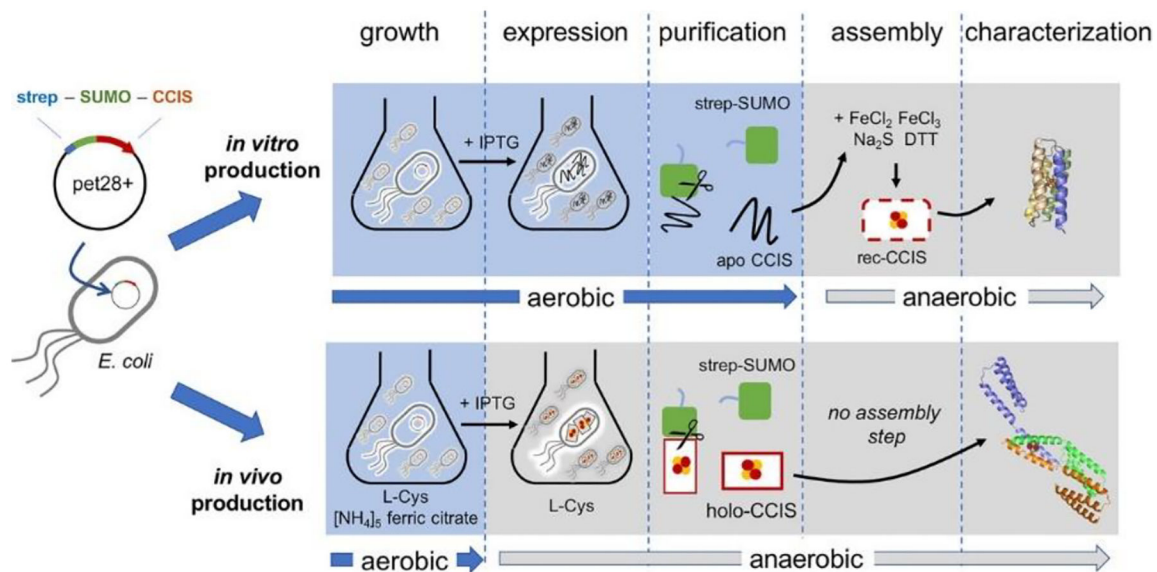 growth expression purification assembly characterization
strep – SUMO – CCIS
pet28+
E. coli
in vitro
production
+ IPTG
strep-SUMO
apo CCIS
+ FeCl₂ FeCl₃
Na₂S DTT
rec-CCIS
aerobic
anaerobic
in vivo
production
+ IPTG
L-Cys
[NH₄]₅ ferric citrate
L-Cys
strep-SUMO
holo-CCIS
no assembly
step
aerobic
anaerobic